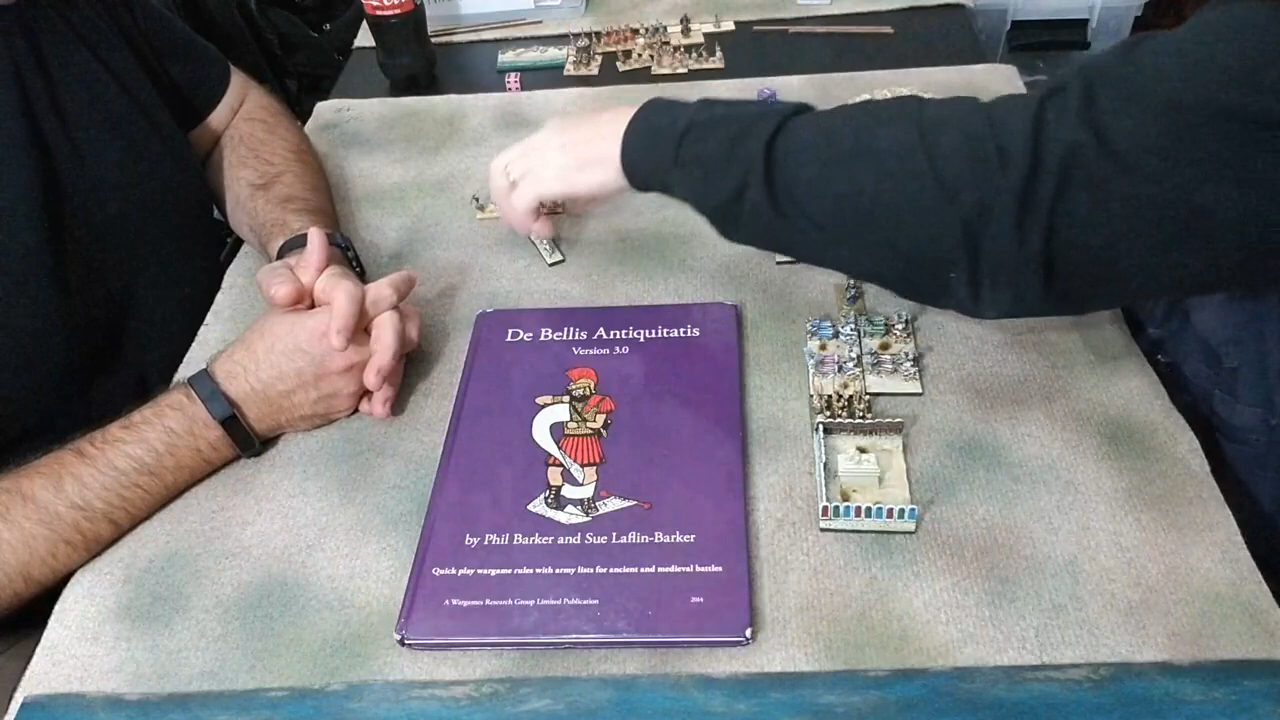 De Bellis Antiquitatis
Version 3.0
by Phil Barker and Sue Laflin-Barker
Quick play wargame rules with army lists for ancient and medieval battles
A Wargames Research Group Limited Publication
2014